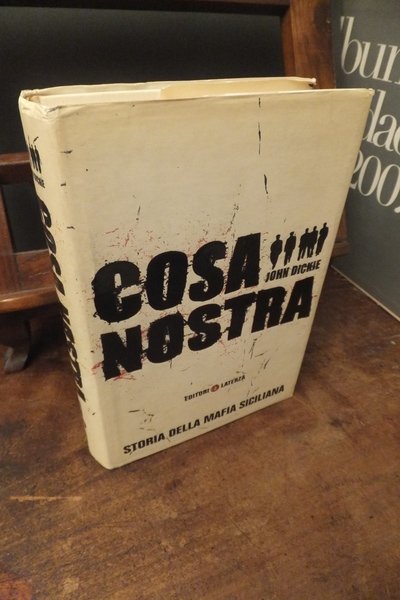 COSA
JOHN DICKIE
NOSTRA
EDITORI LATERZA
STORIA DELLA MAFIA SICILIANA
COSA NOSTRA